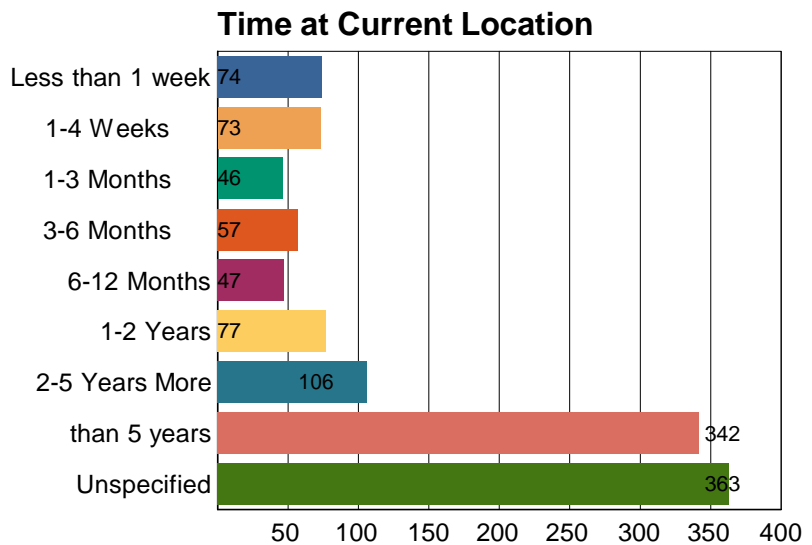 Time at Current Location
Less than 1 week 74
1-4 Weeks 73
1-3 Months 46
3-6 Months 57
6-12 Months 47
1-2 Years 77
2-5 Years More 106
than 5 years 342
Unspecified 363
50 100 150 200 250 300 350 400